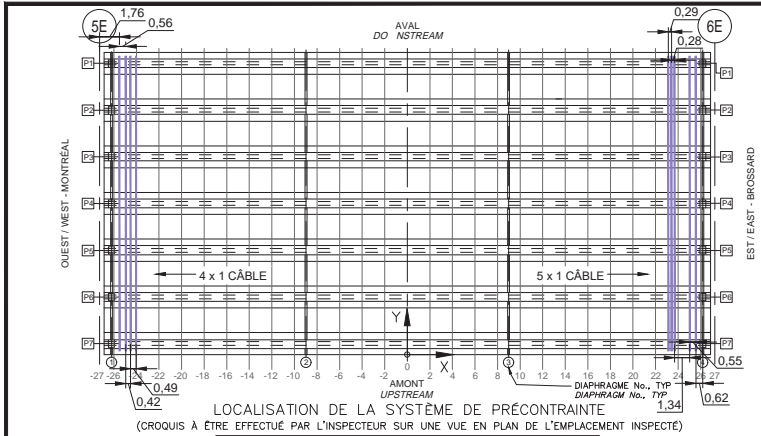 5E
1,76
0,56
AVAL
DO NSTREAM
0,29
0,28
6E
P1
P2
P3
P4
P5
P6
P7
P1
P2
P3
P4
P5
P6
P7
OUEST / WEST - MONTRÉAL
EST / EAST - BROSSARD
4 x 1 CÂBLE
5 x 1 CÂBLE
Y
X
1
2
3
-27 -26 -24 -22 -20 -18 -16 -14 -12 -10 -8 -6 -4 -2 0 2 4 6 8 10 12 14 16 18 20 22 24 26 27
0,49
0,42
AMONT
UPSTREAM
DIAPHRAGME No., TYP
DIAPHRAGM No., TYP
0,55
1,34
0,62
LOCALISATION DE LA SYSTÈME DE PRÉCONTRAINTE
(CROQUIS À ÊTRE EFFECTUÉ PAR L'INSPECTEUR SUR UNE VUE EN PLAN DE L'EMPLACEMENT INSPECTÉ)